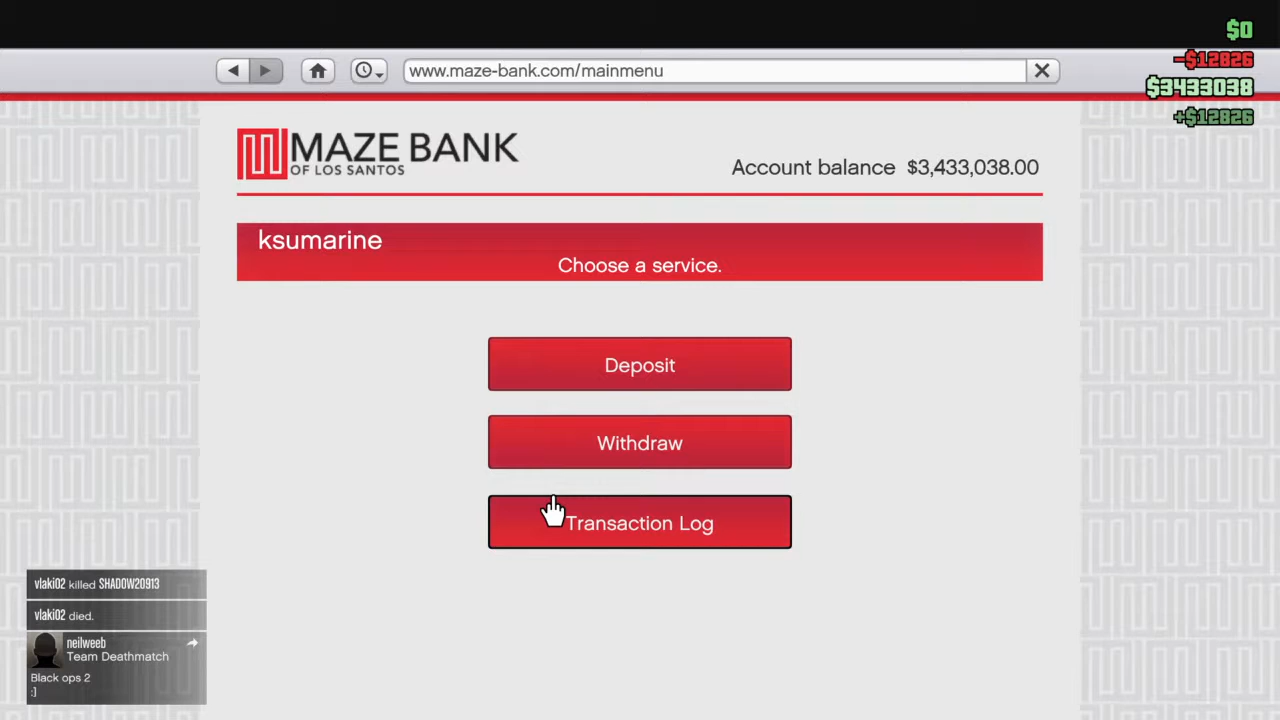 $0
-$12826
www.maze-bank.com/mainmenu
$3433038
+$12826
MAZE BANK
OF LOS SANTOS
Account balance $3,433,038.00
ksumarine
Choose a service.
Deposit
Withdraw
Transaction Log
vlaki02 killed SHADOW20913
vlaki02 died.
neilweeb
Team Deathmatch
Black ops 2
:]